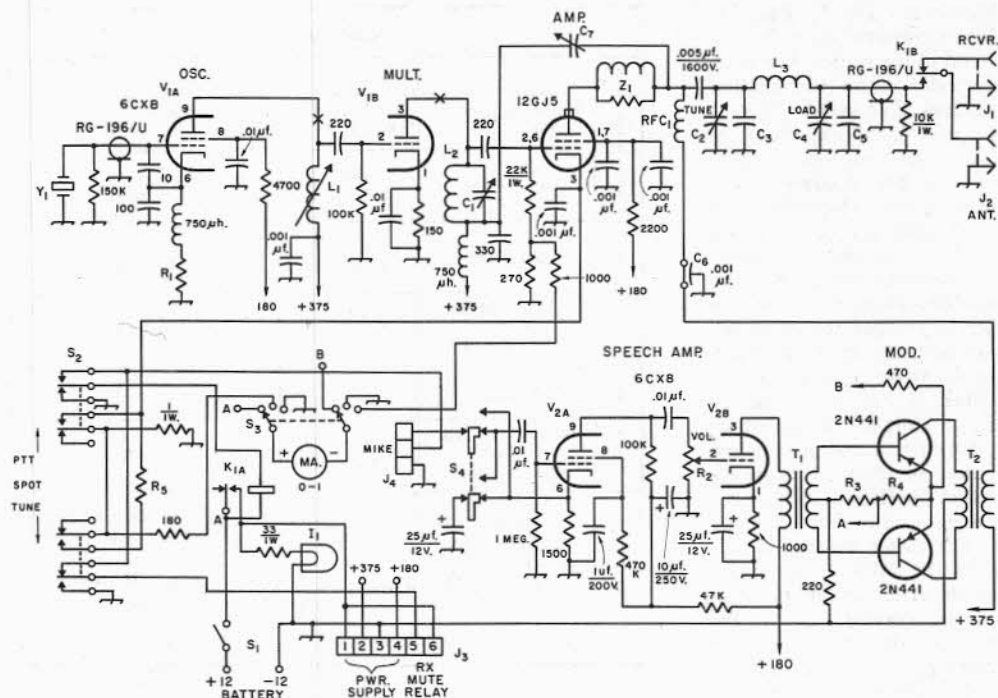 AMP.
C7
K1B
RCVR.
OSC.
V1A
6CX8
MULT.
V1B
.005µf.
1600V.
L3
RG-196/U
J1
RG-196/U
9
8
.01µf.
220
3
2
220
12GJ5
Z1
RFC1
TUNE
C2
C3
LOAD
C4
C5
10K
1W.
J2
ANT.
7
6
10
Y1
150K
100
4700
L1
L2
C1
2,6
1,7
3
22K
1W.
.001
µf.
.001
µf.
.001µf.
750µh.
R1
.001
µf.
100K
.01
µf
1
150
330
750
µh.
270
1000
2200
180
+375
+375
+180
C6
.001
µf.
S2
B
SPEECH AMP.
6CX8
MOD.
470
B
A
S3
1
1W.
+
MA.
-
0-1
MIKE
J4
S4
.01
µf.
V2A
9
7
8
6
.01µf.
100K
VOL.
R2
V2B
3
2
1
2N441
T1
T2
R3
R4
A
PTT
SPOT
TUNE
R5
K1A
A
180
33
1W
I1
25µf.
12V.
1 MEG.
1500
1uf.
200V.
470
K
10µf.
250V.
25µf.
12V.
1000
220
2N441
47K
+375
+180
+375
S1
+12
-12
BATTERY
1 2 3 4 5 6
J3
PWR.
SUPPLY
RX
MUTE
RELAY
+180